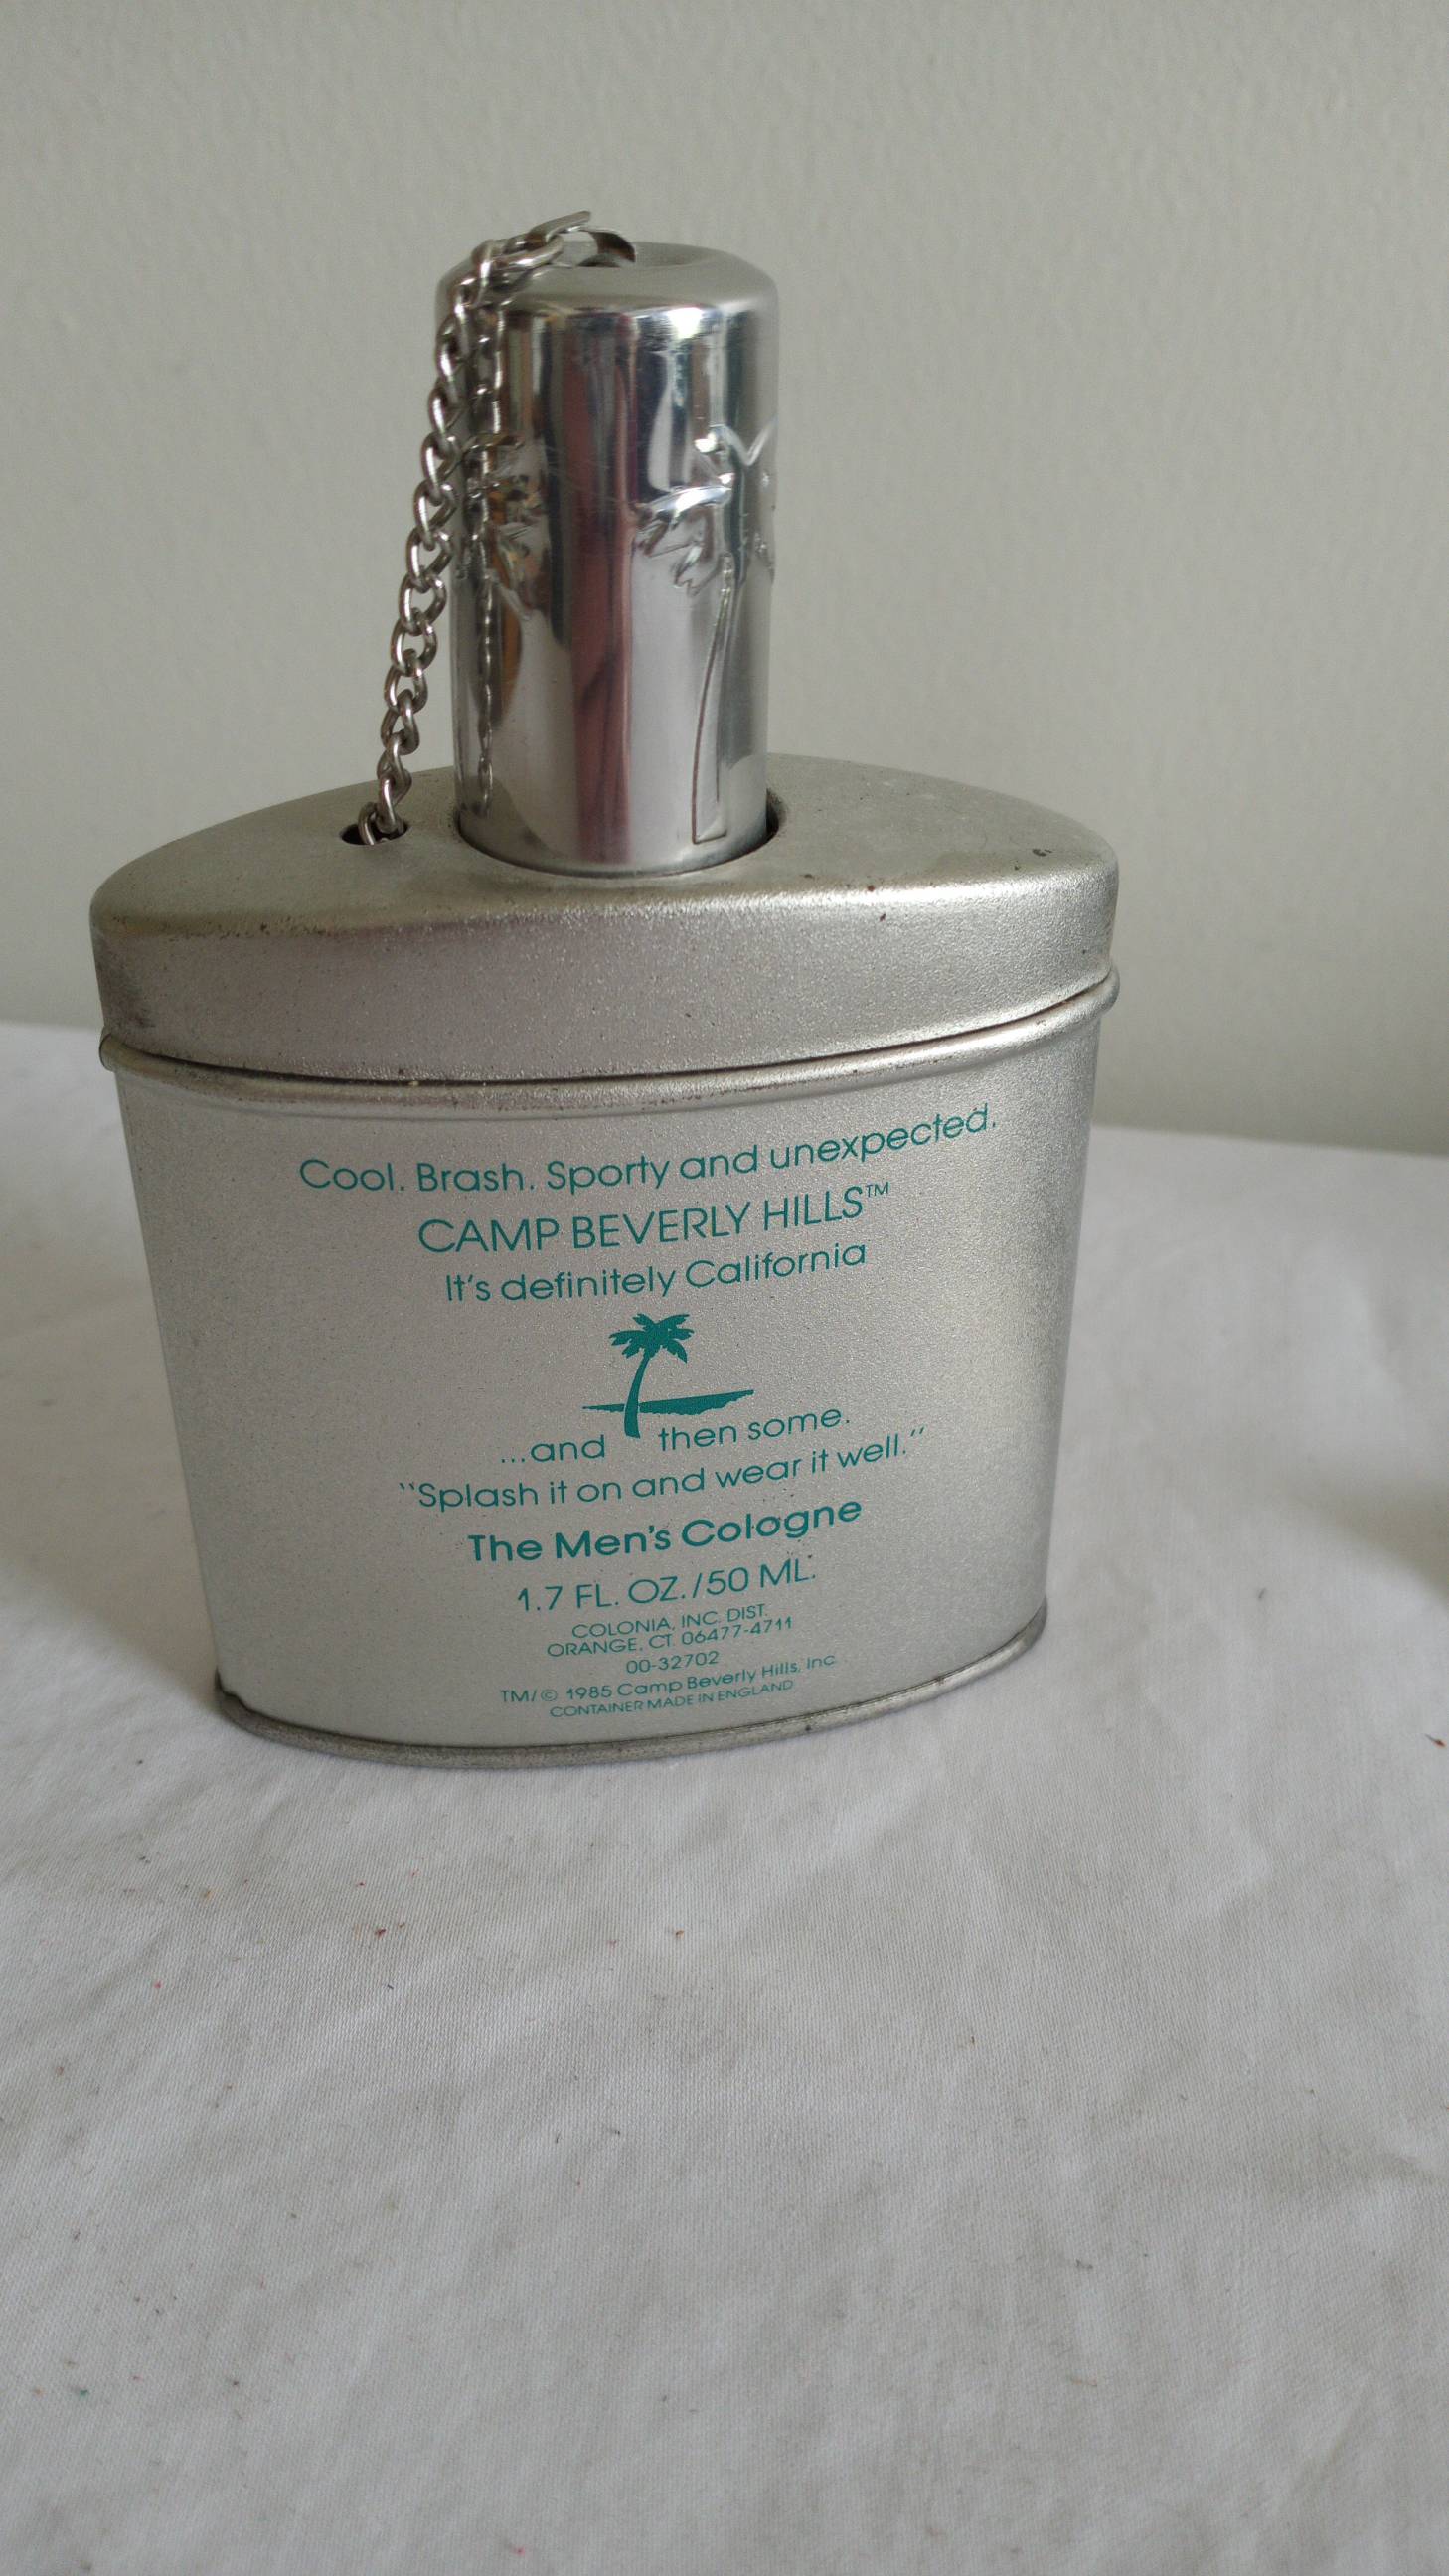 Cool. Brash. Sporty and unexpected.
CAMP BEVERLY HILLS™
It's definitely California
...and then some.
"Splash it on and wear it well."
The Men's Cologne
1.7 FL. OZ./50 ML.
COLONIA, INC. DIST.
ORANGE, CT. 06477-4711
00-32702
TM/© 1985 Camp Beverly Hills, Inc
CONTAINER MADE IN ENGLAND